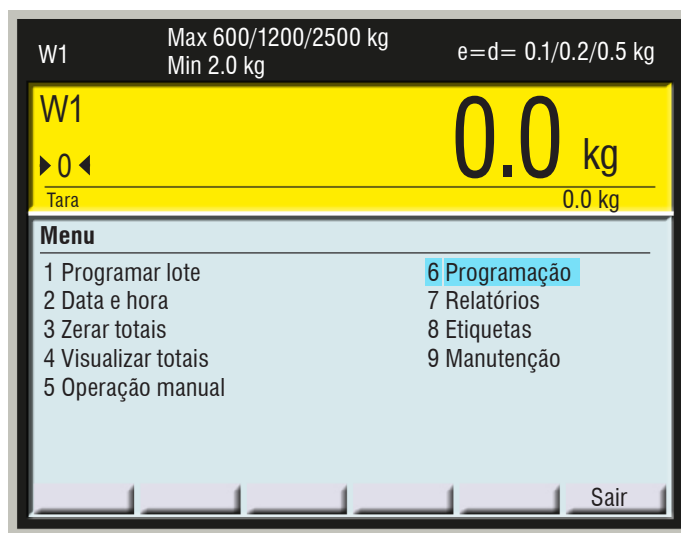 W1
Max 600/1200/2500 kg
Min 2.0 kg
e=d= 0.1/0.2/0.5 kg
W1
0.0 kg
0
Tara
0.0 kg
Menu
1 Programar lote
2 Data e hora
3 Zerar totais
4 Visualizar totais
5 Operação manual
6 Programação
7 Relatórios
8 Etiquetas
9 Manutenção
Sair